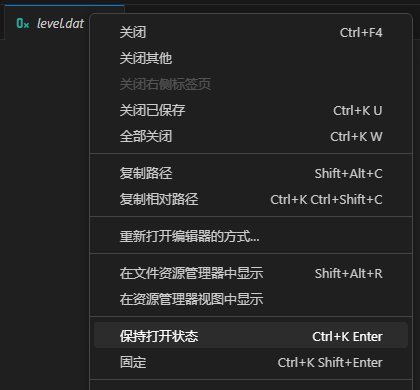 level.dat
关闭 Ctrl+F4
关闭其他
关闭右侧标签页
关闭已保存 Ctrl+K U
全部关闭 Ctrl+K W
复制路径 Shift+Alt+C
复制相对路径 Ctrl+K Ctrl+Shift+C
重新打开编辑器的方式...
在文件资源管理器中显示 Shift+Alt+R
在资源管理器视图中显示
保持打开状态 Ctrl+K Enter
固定 Ctrl+K Shift+Enter